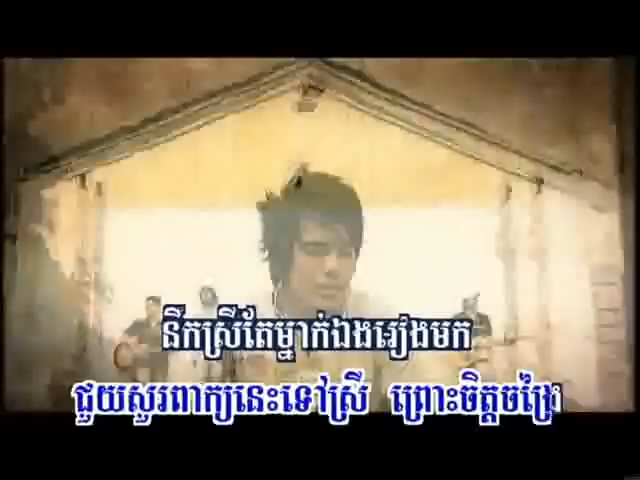 នឹកស្រីតែម្នាក់ឯងរៀងមក
ជួយសួរពាក្យនេះទៅស្រី ព្រោះចិត្តចង្រៃ